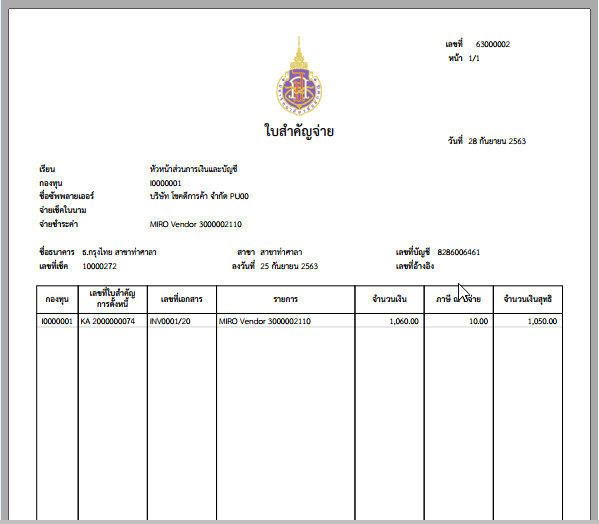 เลขที่ 63000002
หน้า 1/1
ใบสำคัญจ่าย
วันที่ 28 กันยายน 2563
เรียน หัวหน้าส่วนการเงินและบัญชี
กองทุน I0000001
ชื่อซัพพลายเออร์ บริษัท โชคดีการค้า จำกัด PU00
จ่ายเช็คในนาม
จ่ายชำระค่า MIRO Vendor 3000002110
ชื่อธนาคาร ธ.กรุงไทย สาขาท่าศาลา สาขา สาขาท่าศาลา เลขที่บัญชี 8286006461
เลขที่เช็ค 10000272 ลงวันที่ 25 กันยายน 2563 เลขที่อ้างอิง
กองทุน เลขที่ใบสำคัญการตั้งหนี้ เลขที่เอกสาร รายการ จำนวนเงิน ภาษี จ่าย จำนวนเงินสุทธิ
I0000001 KA 2000000074 INV0001/20 MIRO Vendor 3000002110 1,060.00 10.00 1,050.00